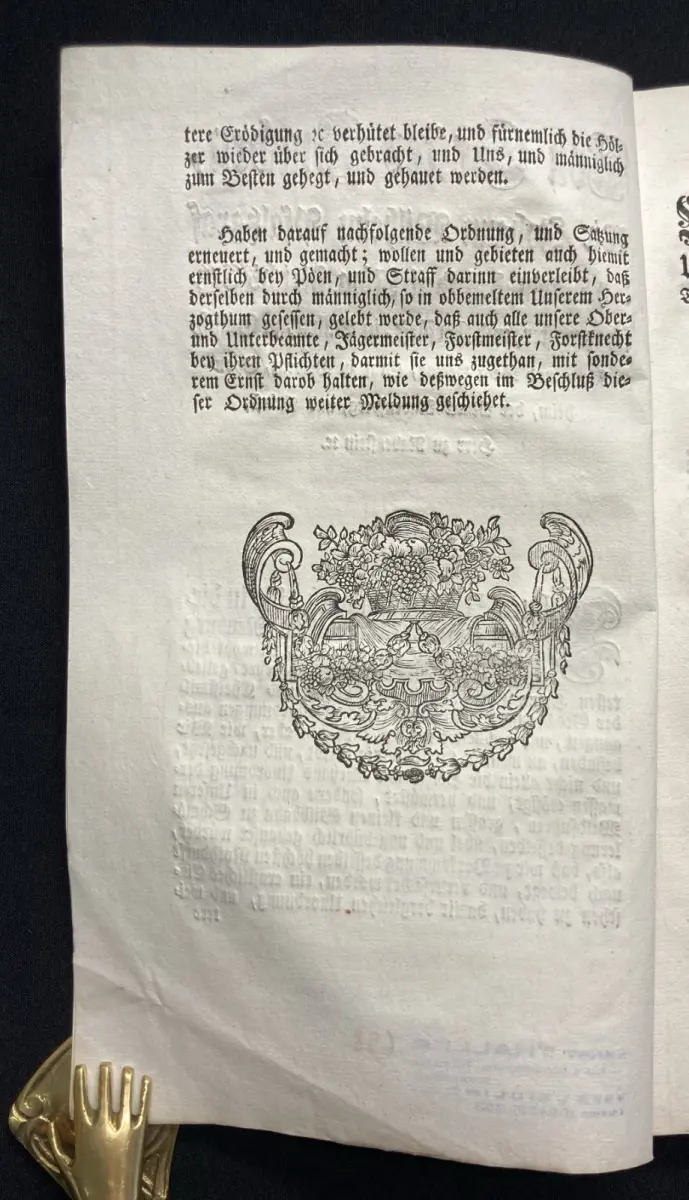 tere Erödigung ꝛc verhütet bleibe, und fürnemlich die Höl-
zer wieder über sich gebracht, und Uns, und männiglich
zum Besten gehegt, und gehauet werden.
Haben darauf nachfolgende Ordnung, und Satzung
erneuert, und gemacht; wollen und gebieten auch hiemit
ernstlich bey Pöen, und Straff darinn einverleibt, daß
derselben durch männiglich, so in obbemeltem Unserem Her-
zogthum gesessen, gelebt werde, daß auch alle unsere Ober-
und Unterbeamte, Jägermeister, Forstmeister, Forstknecht
bey ihren Pflichten, darmit sie uns zugethan, mit sonde-
rem Ernst darob halten, wie deßwegen im Beschluß die-
ser Ordnung weiter Meldung geschiehet.